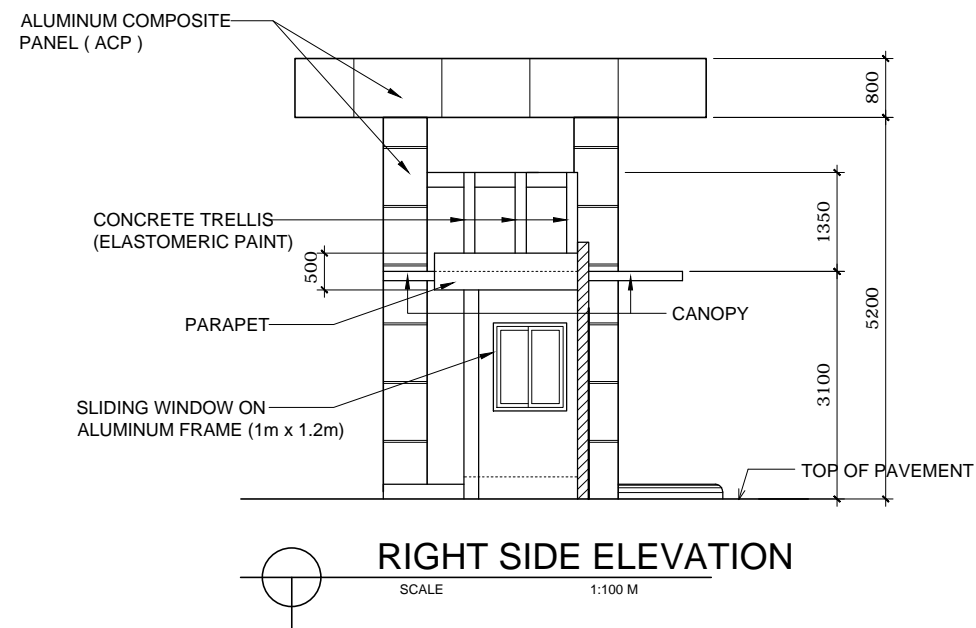 ALUMINUM COMPOSITE
PANEL ( ACP )
800
CONCRETE TRELLIS
(ELASTOMERIC PAINT)
1350
500
5200
PARAPET
CANOPY
3100
SLIDING WINDOW ON
ALUMINUM FRAME (1m x 1.2m)
TOP OF PAVEMENT
RIGHT SIDE ELEVATION
SCALE 1:100 M